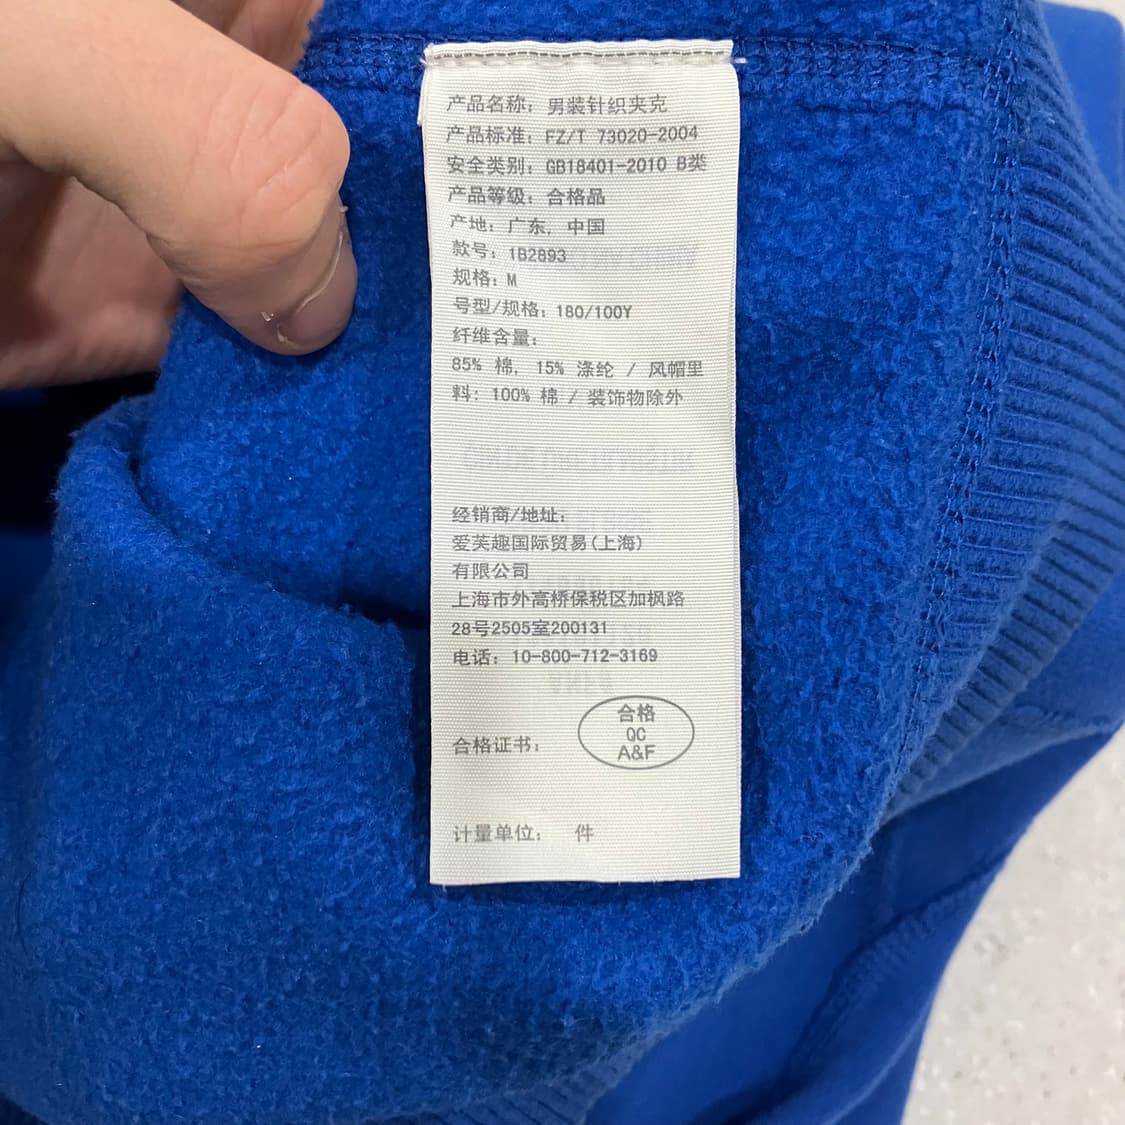 产品名称：男装针织夹克
产品标准：FZ/T 73020-2004
安全类别：GB18401-2010 B类
产品等级：合格品
产地：广东，中国
款号：1B2893
规格：M
号型/规格：180/100Y
纤维含量：
85% 棉，15% 涤纶 / 风帽里
料：100% 棉 / 装饰物除外
经销商/地址：
爱芙趣国际贸易(上海)
有限公司
上海市外高桥保税区加枫路
28号2505室200131
电话：10-800-712-3169
合格证书：
合格
QC
A&F
计量单位： 件